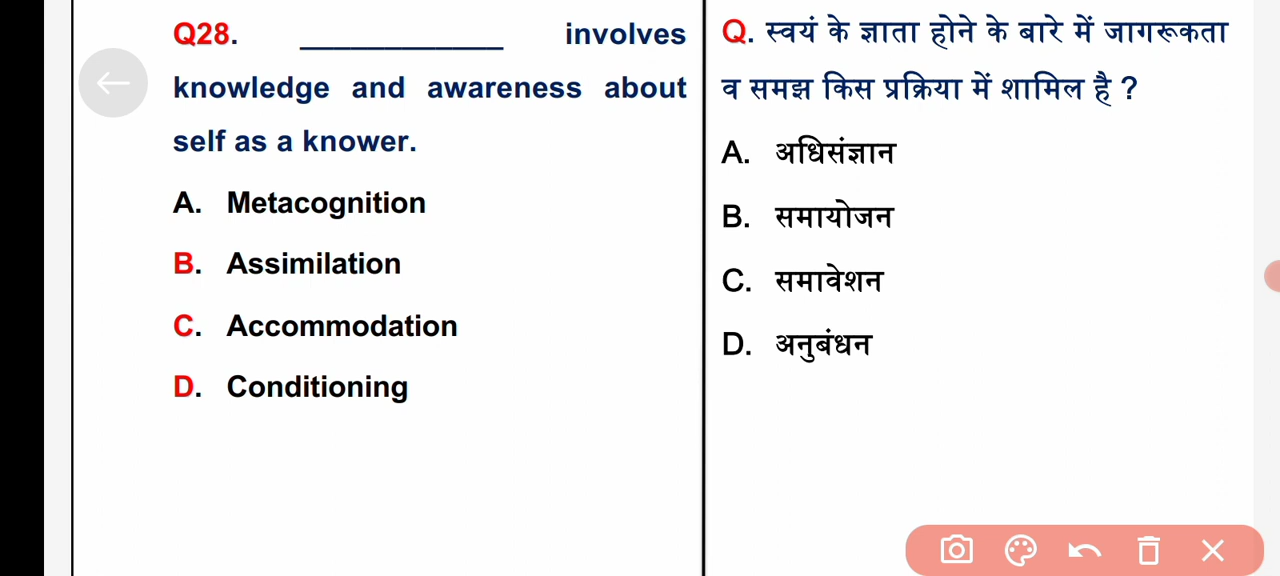 Q28. ____________ involves
knowledge and awareness about
self as a knower.
A. Metacognition
B. Assimilation
C. Accommodation
D. Conditioning
Q. स्वयं के ज्ञाता होने के बारे में जागरूकता
व समझ किस प्रक्रिया में शामिल है ?
A. अधिसंज्ञान
B. समायोजन
C. समावेशन
D. अनुबंधन